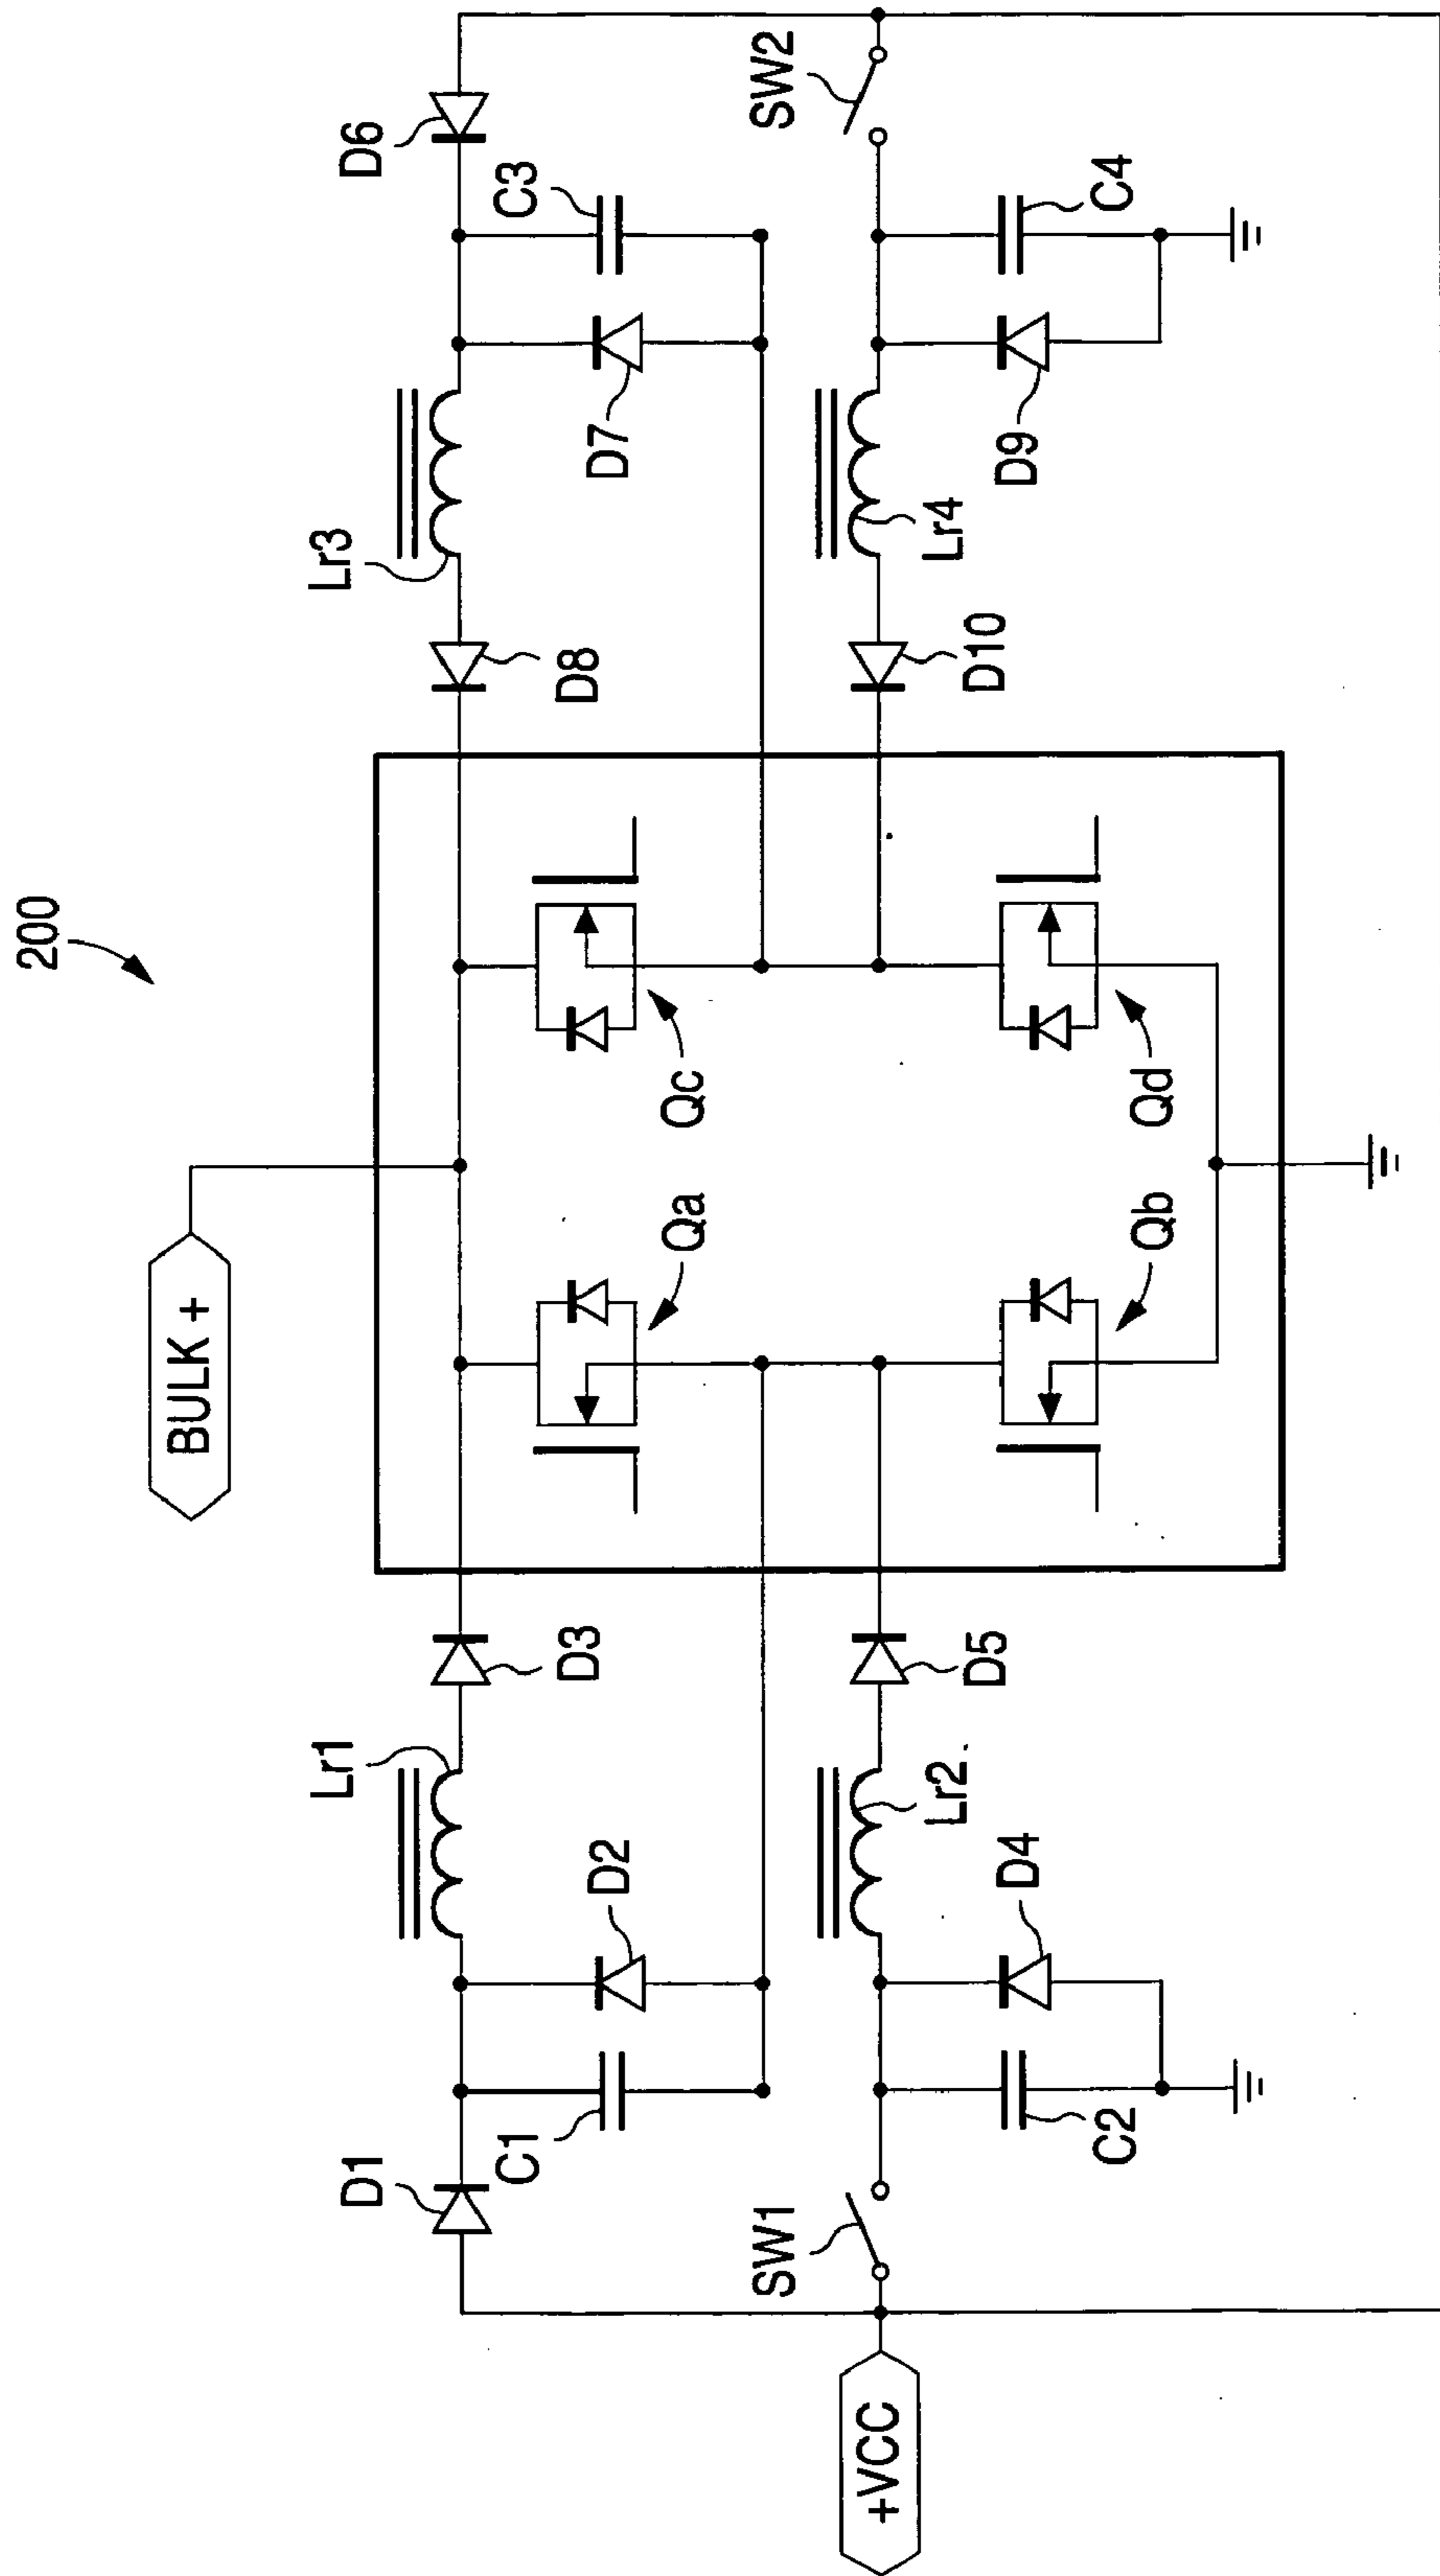 200
BULK +
D1
C1
D2
Lr1
D3
Qa
Qc
D8
Lr3
D7
C3
D6
+VCC
SW1
C2
D4
Lr2
D5
Qb
Qd
D10
Lr4
D9
C4
SW2